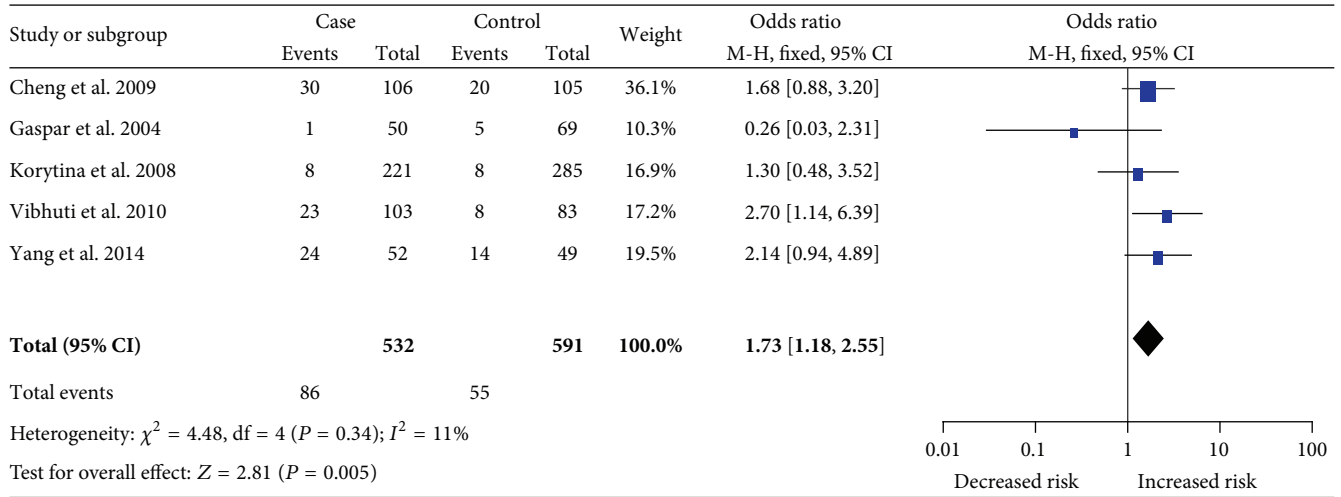 Study or subgroup Case Control Weight Odds ratio Odds ratio
Events Total Events Total M-H, fixed, 95% CI M-H, fixed, 95% CI
Cheng et al. 2009 30 106 20 105 36.1% 1.68 [0.88, 3.20]
Gaspar et al. 2004 1 50 5 69 10.3% 0.26 [0.03, 2.31]
Korytina et al. 2008 8 221 8 285 16.9% 1.30 [0.48, 3.52]
Vibhuti et al. 2010 23 103 8 83 17.2% 2.70 [1.14, 6.39]
Yang et al. 2014 24 52 14 49 19.5% 2.14 [0.94, 4.89]
Total (95% CI) 532 591 100.0% 1.73 [1.18, 2.55]
Total events 86 55
Heterogeneity: χ² = 4.48, df = 4 (P = 0.34); I² = 11%
Test for overall effect: Z = 2.81 (P = 0.005)
0.01 0.1 1 10 100
Decreased risk Increased risk